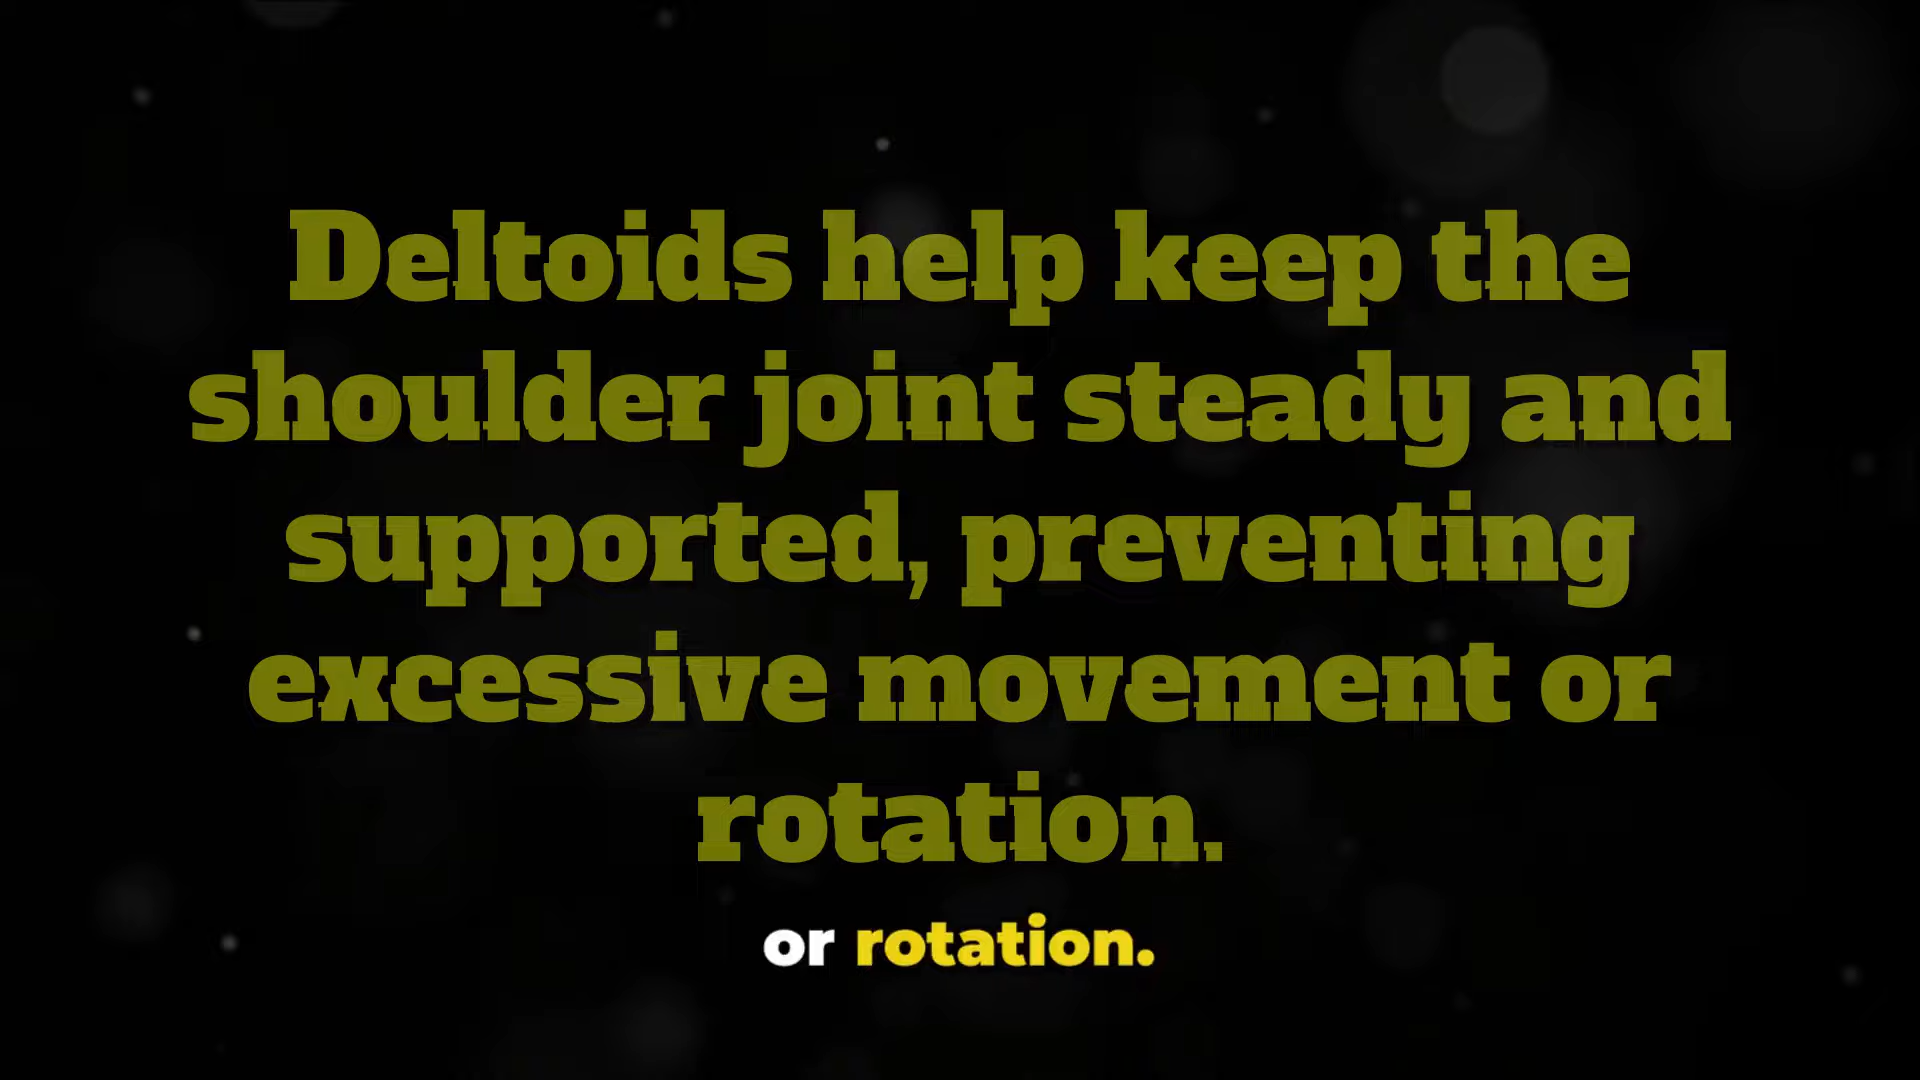 Deltoids help keep the
shoulder joint steady and
supported, preventing
excessive movement or
rotation.
or rotation.